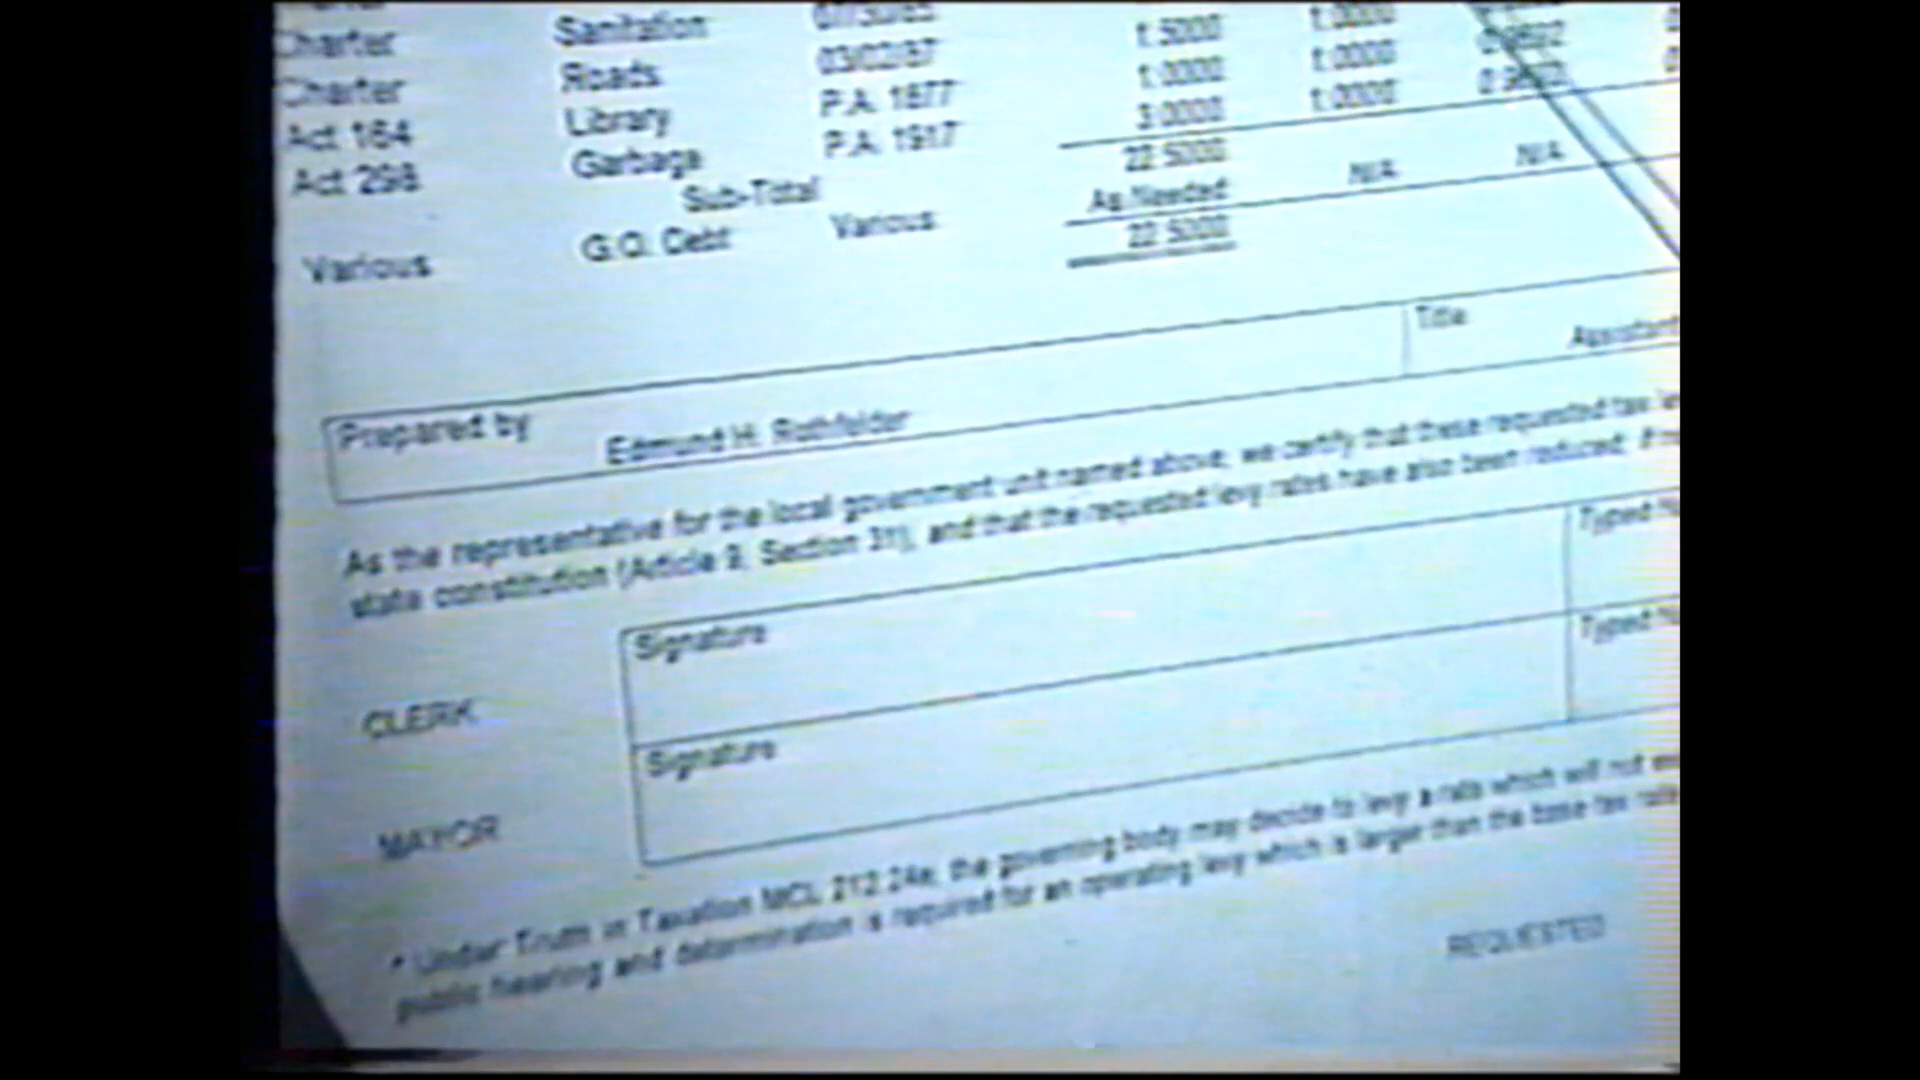 Charter Sanitation 1.5000 1.0000
Charter Roads 03/02/87 1.0000 1.0000
Act 164 Library P.A. 1877 3.0000 1.0000
Act 298 Garbage P.A. 1917
Sub-Total 22.5000
Various G.O. Debt Various As Needed N/A N/A
22.5000
Prepared by Edmund H. Rothfelder Title Assistant
As the representative for the local government unit named above, we certify that these requested tax
state constitution (Article 9, Section 31), and that the requested levy rates have also been reduced, if
CLERK Signature Typed
MAYOR Signature Typed
* Under Truth in Taxation MCL 212.24e, the governing body may decide to levy a rate which will not
public hearing and determination is required for an operating levy which is larger than the base tax rate
REQUESTED